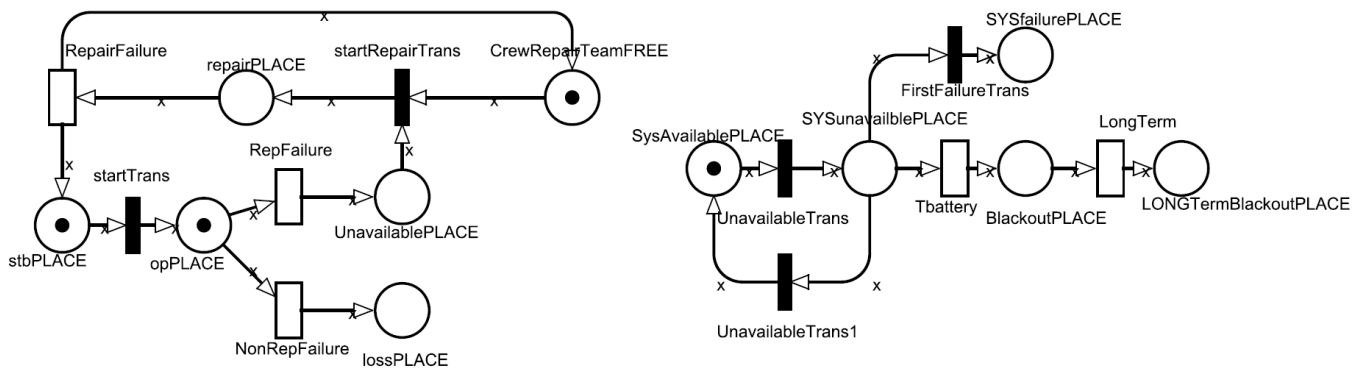 RepairFailure
startRepairTrans
CrewRepairTeamFREE
repairPLACE
x
x
x
x
x
x
RepFailure
startTrans
x
x
x
x
x
stbPLACE
opPLACE
UnavailablePLACE
x
x
NonRepFailure
lossPLACE
SYSfailurePLACE
x
x
FirstFailureTrans
SYSunavailblePLACE
LongTerm
SysAvailablePLACE
x
x
x
x
x
x
UnavailableTrans
Tbattery
BlackoutPLACE
LONGTermBlackoutPLACE
x
x
UnavailableTrans1